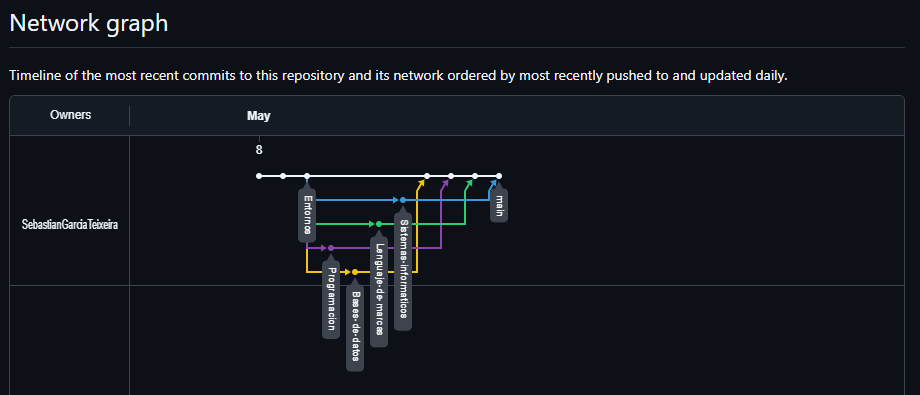 Network graph
Timeline of the most recent commits to this repository and its network ordered by most recently pushed to and updated daily.
Owners
May
8
SebastianGarciaTeixeira
Entornos
main
Sistemas-informaticos
Lenguaje-de-marcas
Programacion
Bases-de-datos